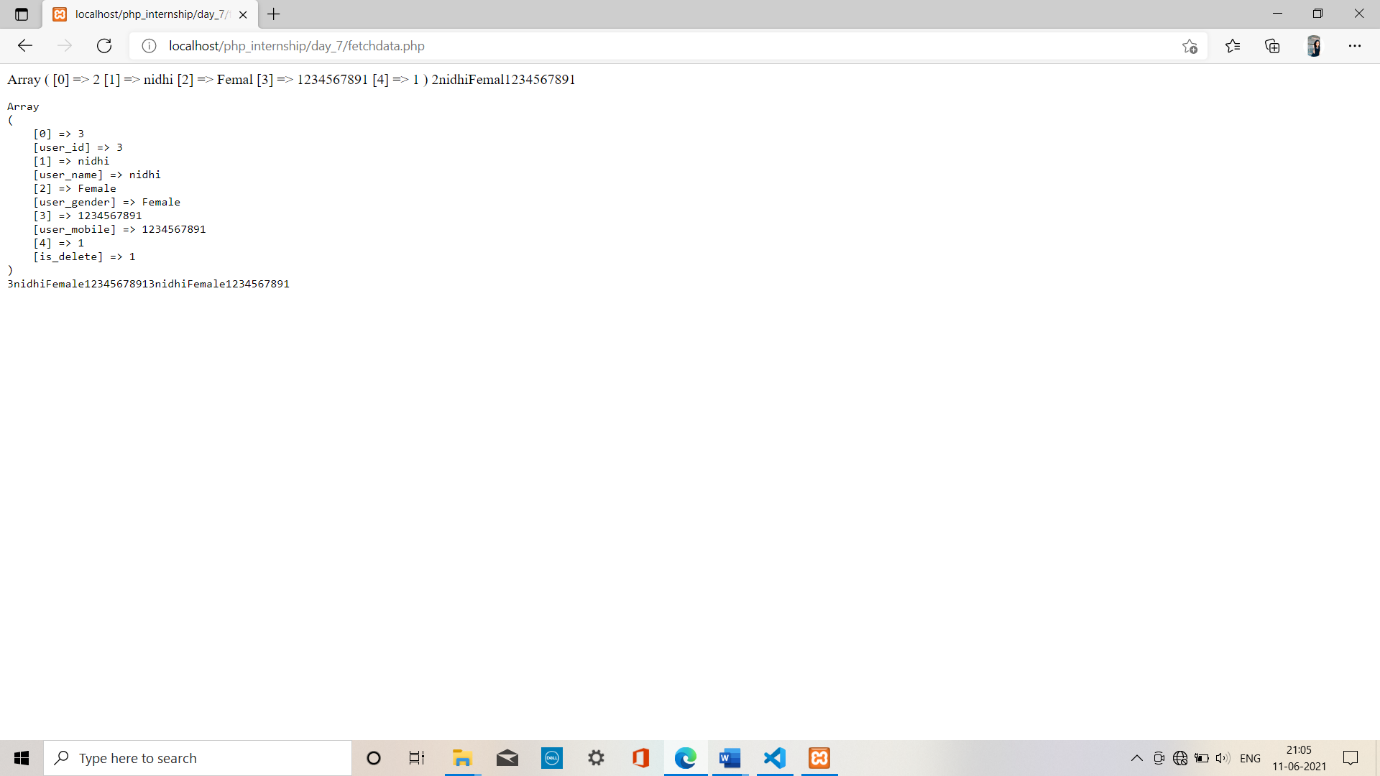 localhost/php_internship/day_7/
localhost/php_internship/day_7/fetchdata.php
Array ( [0] => 2 [1] => nidhi [2] => Femal [3] => 1234567891 [4] => 1 ) 2nidhiFemal1234567891
Array
(
    [0] => 3
    [user_id] => 3
    [1] => nidhi
    [user_name] => nidhi
    [2] => Female
    [user_gender] => Female
    [3] => 1234567891
    [user_mobile] => 1234567891
    [4] => 1
    [is_delete] => 1
)
3nidhiFemale12345678913nidhiFemale1234567891
Type here to search
DELL
W
ENG
21:05
11-06-2021